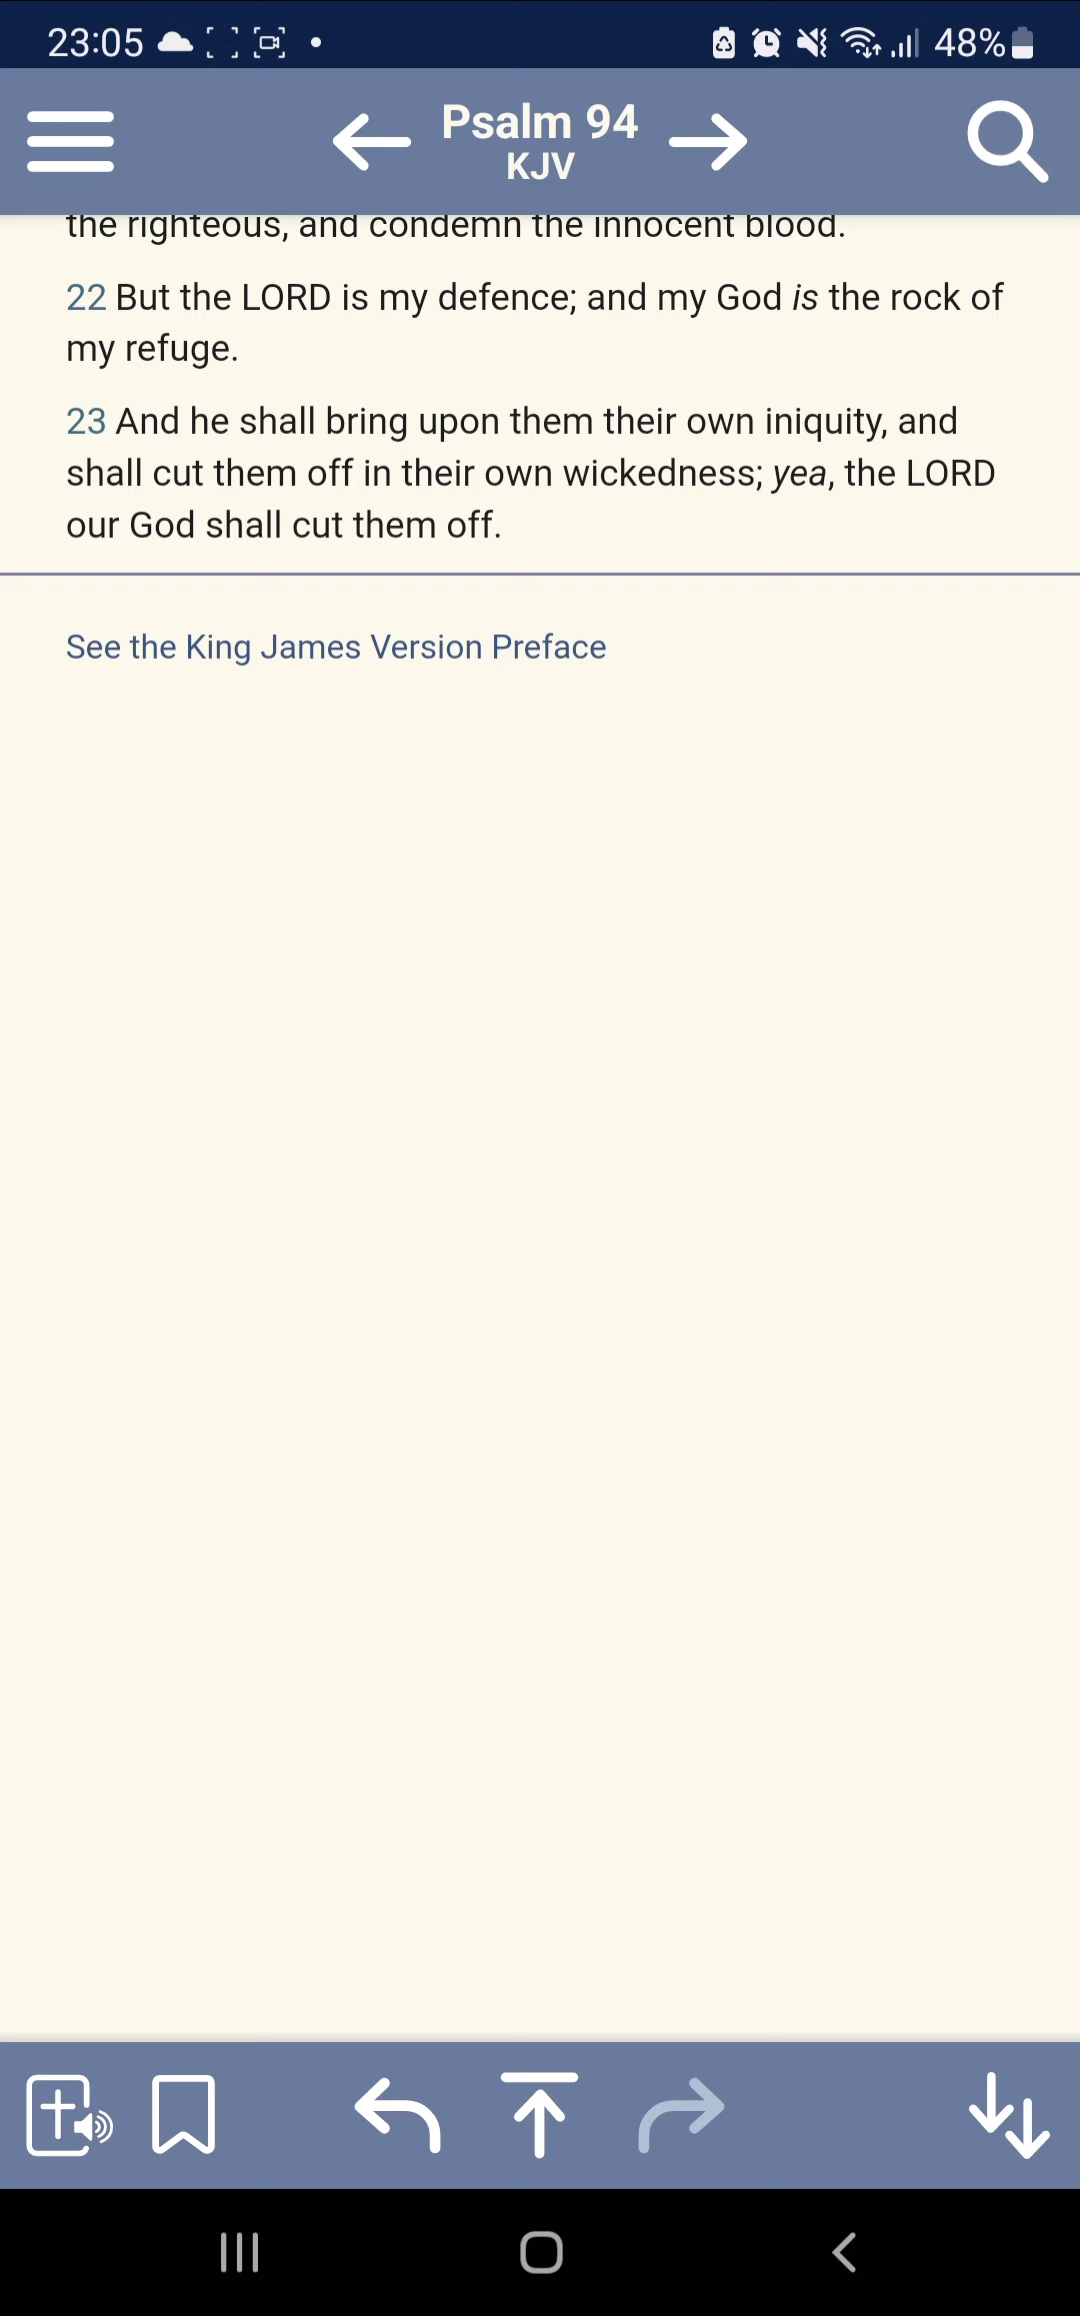 23:05
48%
Psalm 94
KJV
the righteous, and condemn the innocent blood.
22 But the LORD is my defence; and my God is the rock of
my refuge.
23 And he shall bring upon them their own iniquity, and
shall cut them off in their own wickedness; yea, the LORD
our God shall cut them off.
See the King James Version Preface